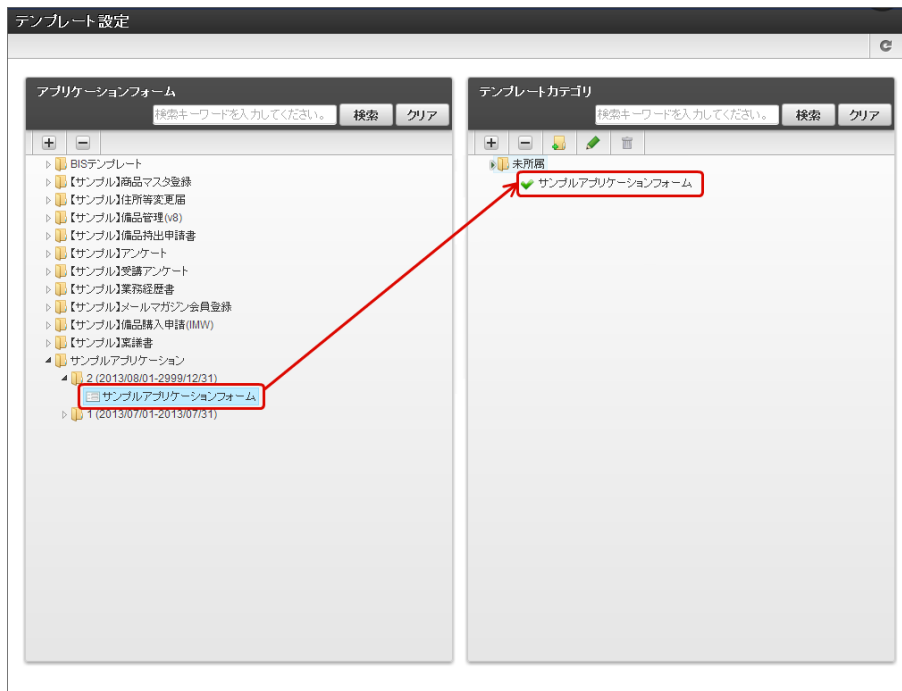 テンプレート設定
アプリケーションフォーム
検索キーワードを入力してください。 検索 クリア
BISテンプレート
【サンプル】商品マスタ登録
【サンプル】住所等変更届
【サンプル】備品管理(v8)
【サンプル】備品持出申請書
【サンプル】アンケート
【サンプル】受講アンケート
【サンプル】業務経歴書
【サンプル】メールマガジン会員登録
【サンプル】備品購入申請(IMW)
【サンプル】稟議書
サンプルアプリケーション
2 (2013/08/01-2999/12/31)
サンプルアプリケーションフォーム
1 (2013/07/01-2013/07/31)
テンプレートカテゴリ
検索キーワードを入力してください。 検索 クリア
未所属
サンプルアプリケーションフォーム